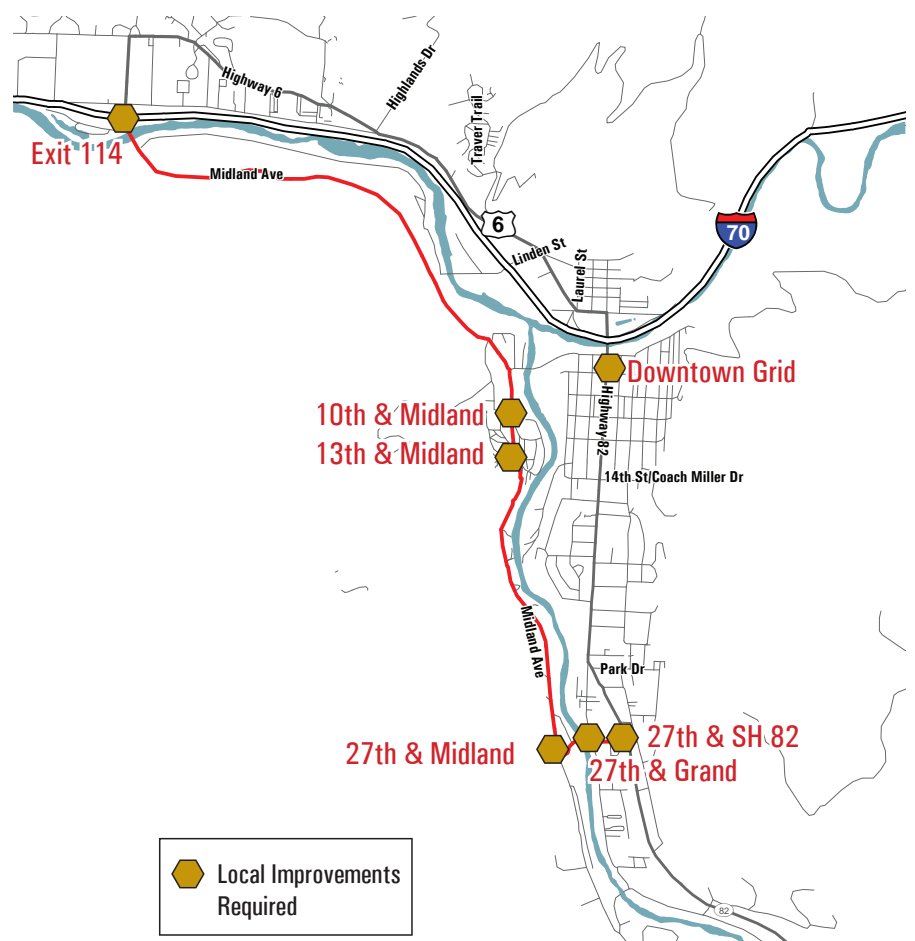 Highway 6
Highlands Dr
Traver Trail
Exit 114
Midland Ave
6
70
Linden St
Laurel St
Downtown Grid
Highway 82
10th & Midland
13th & Midland
14th St/Coach Miller Dr
Midland Ave
Park Dr
27th & SH 82
27th & Midland
27th & Grand
Local Improvements
Required
82